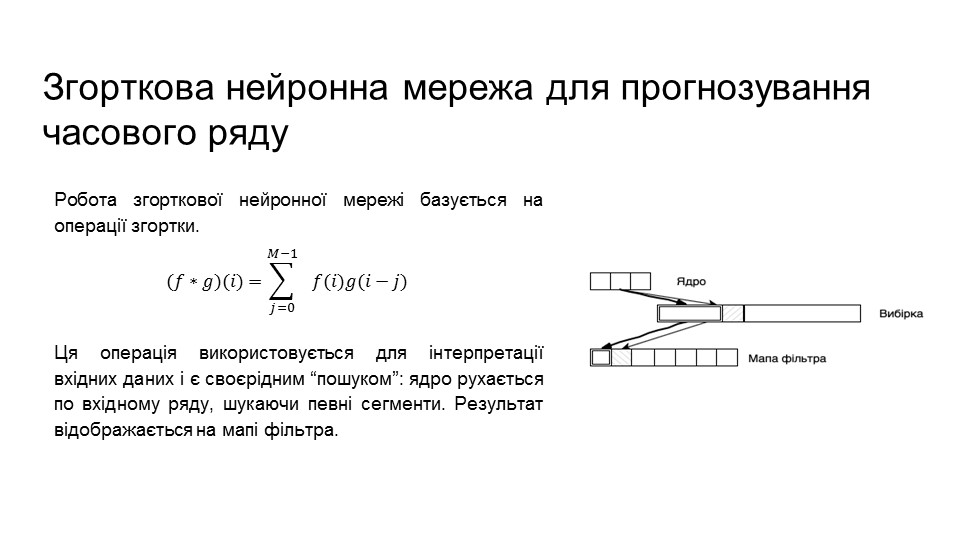 Згорткова нейронна мережа для прогнозування
часового ряду
Робота згорткової нейронної мережі базується на
операції згортки.
(f ∗ g)(i) = ∑_{j=0}^{M−1} f(i)g(i − j)
Ця операція використовується для інтерпретації
вхідних даних і є своєрідним “пошуком”: ядро рухається
по вхідному ряду, шукаючи певні сегменти. Результат
відображається на мапі фільтра.
Ядро
Вибірка
Мапа фільтра